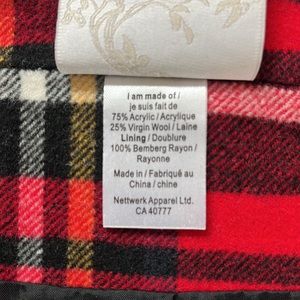 I am made of /
je suis fait de
75% Acrylic / Acrylique
25% Virgin Wool / Laine
Lining / Doublure
100% Bemberg Rayon /
Rayonne
Made in / Fabriqué au
China / chine
Nettwerk Apparel Ltd.
CA 40777